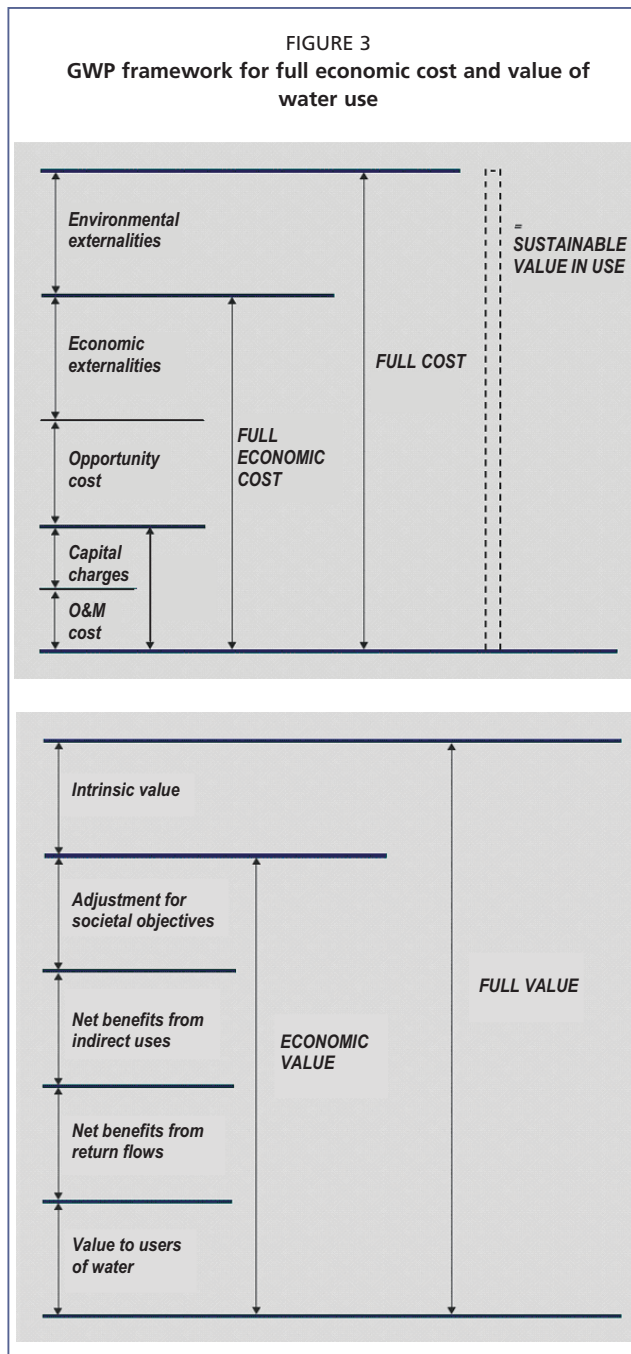 FIGURE 3
GWP framework for full economic cost and value of
water use
Environmental
externalities
Economic
externalities
Opportunity
cost
Capital
charges
O&M
cost
FULL
ECONOMIC
COST
FULL COST
=
SUSTAINABLE
VALUE IN USE
Intrinsic value
Adjustment for
societal objectives
Net benefits from
indirect uses
Net benefits from
return flows
Value to users
of water
ECONOMIC
VALUE
FULL VALUE